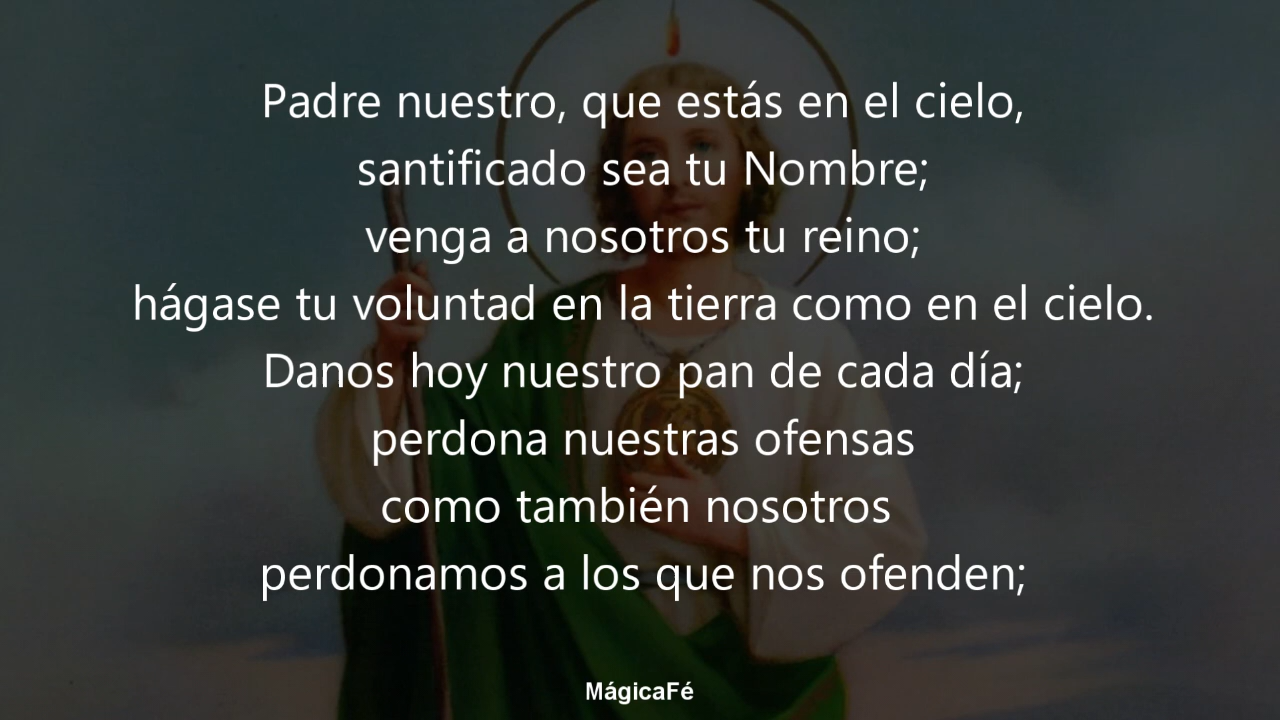 Padre nuestro, que estás en el cielo,
santificado sea tu Nombre;
venga a nosotros tu reino;
hágase tu voluntad en la tierra como en el cielo.
Danos hoy nuestro pan de cada día;
perdona nuestras ofensas
como también nosotros
perdonamos a los que nos ofenden;
MágicaFé